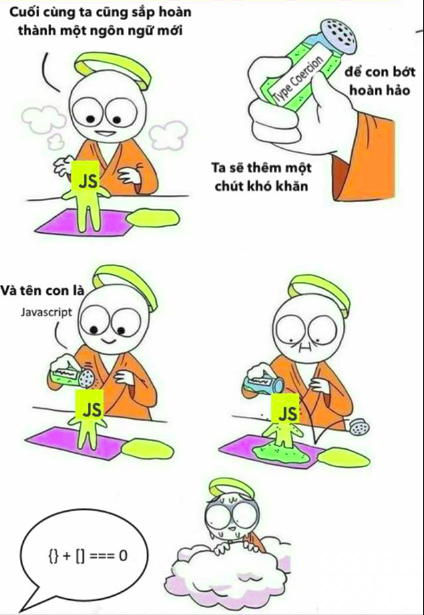 Cuối cùng ta cũng sắp hoàn
thành một ngôn ngữ mới
JS
Type Coercion
để con bớt
hoàn hảo
Ta sẽ thêm một
chút khó khăn
Và tên con là
Javascript
JS
JS
{} + [] === 0